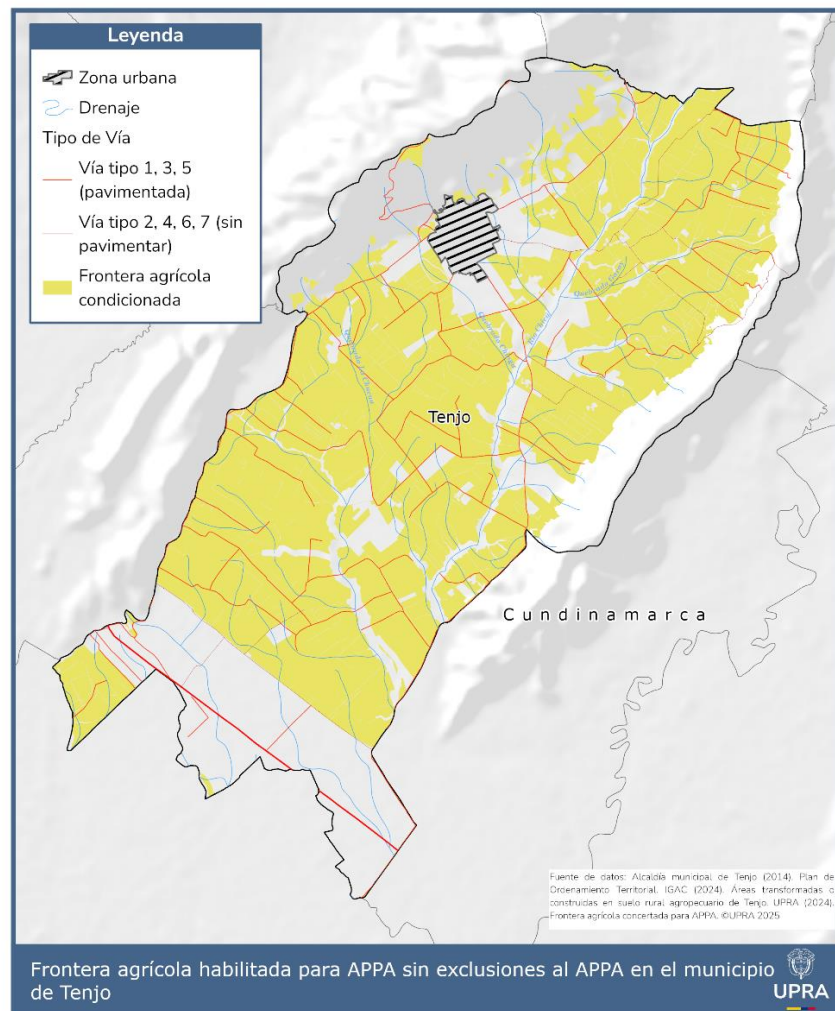 Leyenda
Zona urbana
Drenaje
Tipo de Vía
Vía tipo 1, 3, 5
(pavimentada)
Vía tipo 2, 4, 6, 7 (sin
pavimentar)
Frontera agrícola
condicionada
Río Chicú
Tenjo
Cundinamarca
Fuente de datos: Alcaldía municipal de Tenjo (2014). Plan de
Ordenamiento Territorial. IGAC (2024). Áreas transformadas o
construidas en suelo rural agropecuario de Tenjo. UPRA (2024).
Frontera agrícola concertada para APPA. ©UPRA 2025
Frontera agrícola habilitada para APPA sin exclusiones al APPA en el municipio
de Tenjo
UPRA